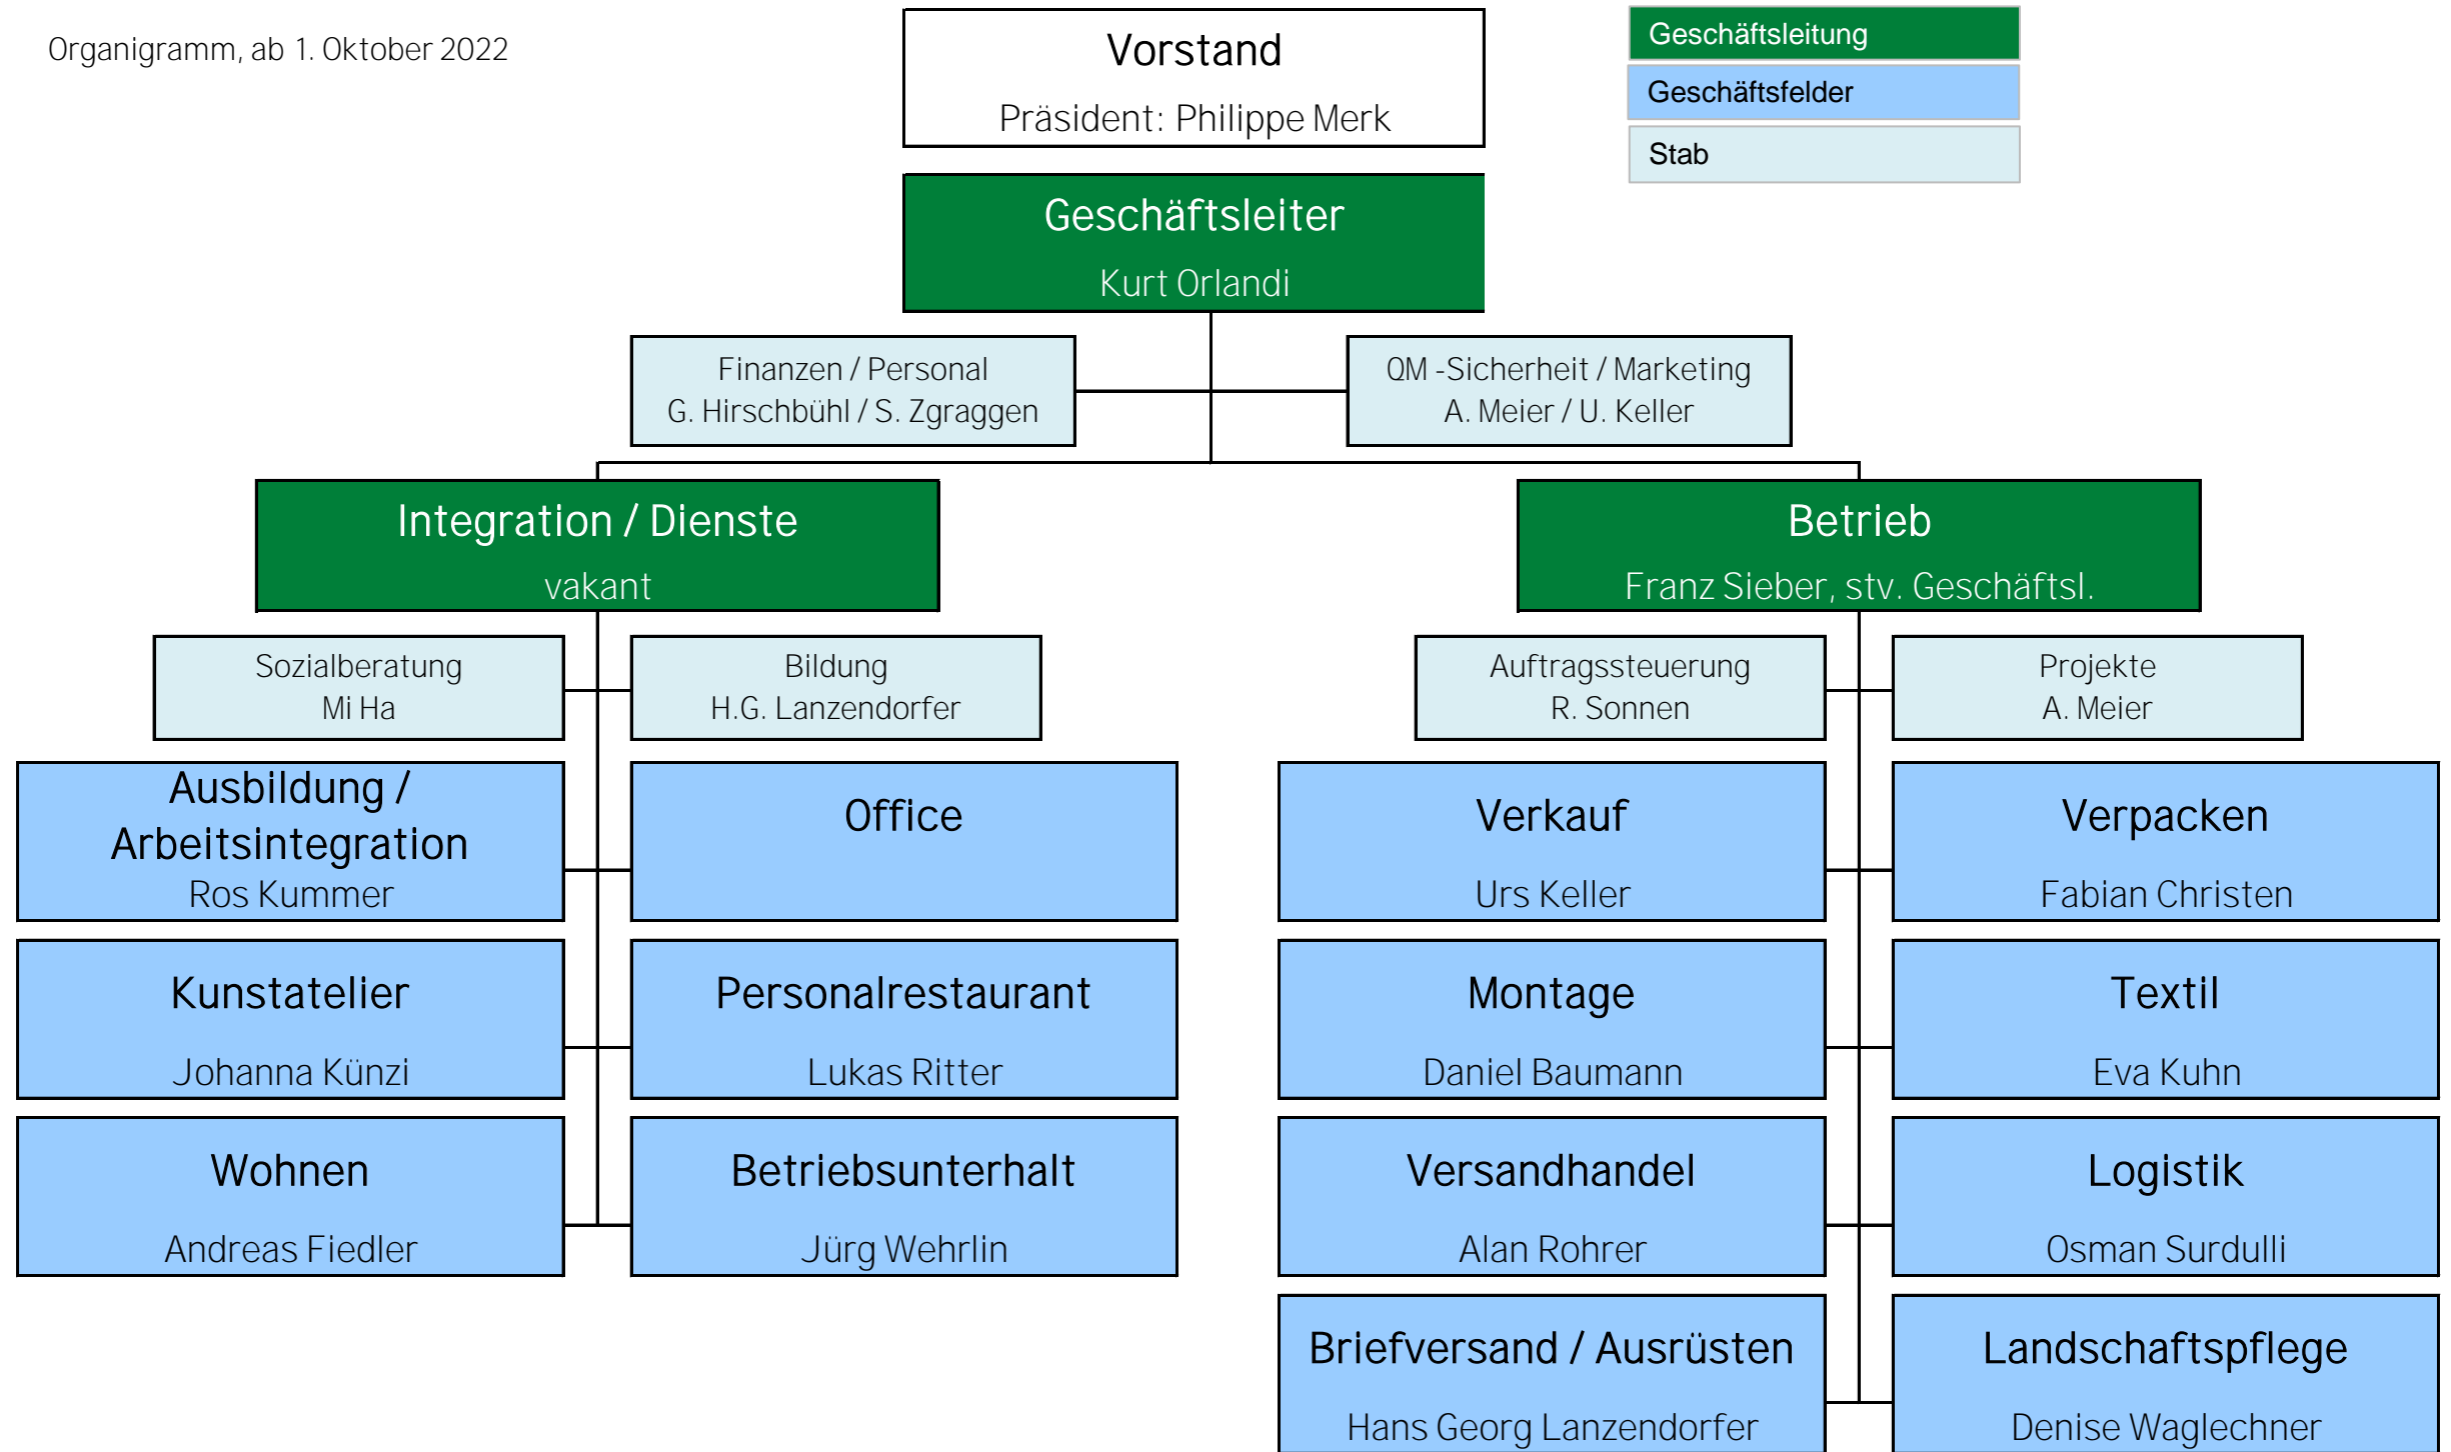 Organigramm, ab 1. Oktober 2022
Vorstand
Präsident: Philippe Merk
Geschäftsleitung
Geschäftsfelder
Stab
Geschäftsleiter
Kurt Orlandi
Finanzen / Personal
G. Hirschbühl / S. Zgraggen
QM -Sicherheit / Marketing
A. Meier / U. Keller
Integration / Dienste
vakant
Betrieb
Franz Sieber, stv. Geschäftsl.
Sozialberatung
Mi Ha
Bildung
H.G. Lanzendorfer
Auftragssteuerung
R. Sonnen
Projekte
A. Meier
Ausbildung /
Arbeitsintegration
Ros Kummer
Office
Verkauf
Urs Keller
Verpacken
Fabian Christen
Kunstatelier
Johanna Künzi
Personalrestaurant
Lukas Ritter
Montage
Daniel Baumann
Textil
Eva Kuhn
Wohnen
Andreas Fiedler
Betriebsunterhalt
Jürg Wehrlin
Versandhandel
Alan Rohrer
Logistik
Osman Surdulli
Briefversand / Ausrüsten
Hans Georg Lanzendorfer
Landschaftspflege
Denise Waglechner